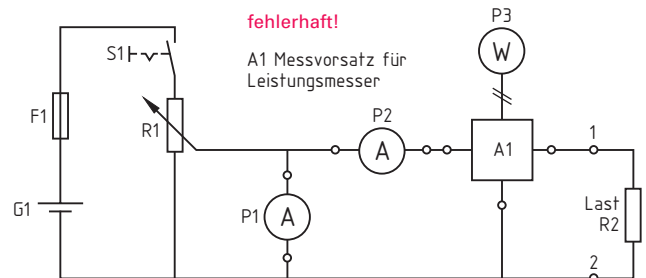 fehlerhaft!
P3
W
S1
A1 Messvorsatz für
Leistungsmesser
F1
R1
P2
A
A1
1
G1
P1
A
Last
R2
2